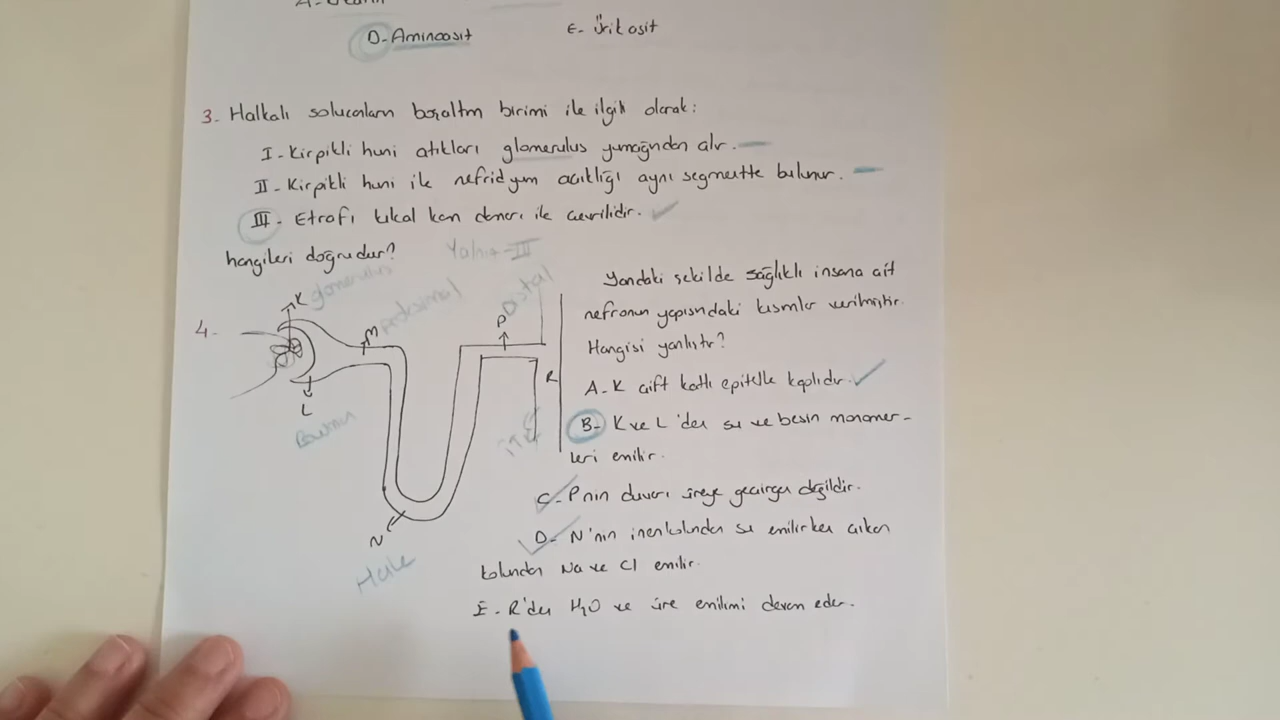 D-Aminoasit E- Ürik asit
3- Halkalı solucanların boşaltım birimi ile ilgili olarak:
I- Kirpikli huni atıkları glomerulus yumağından alır.
II- Kirpikli huni ile nefridyum açıklığı aynı segmentte bulunur.
III- Etrafı kılcal kan damarı ile çevrilidir.
hangileri doğrudur? Yalnız-III
4-
K glomerulus
M proksimal
P Distal
L
Bowman
N
Hule
R
Yandaki şekilde sağlıklı insana ait
nefronun yapısındaki kısımlar verilmiştir.
Hangisi yanlıştır?
A- K çift katlı epitelle kaplıdır.
B- K ve L'den su ve besin monomer-
leri emilir.
C- P'nin duvarı üreye geçirgen değildir.
D- N'nin inen kolundan su emilirken çıkan
kolundan Na ve Cl emilir.
E- R'den H2O ve üre emilimi devam eder.